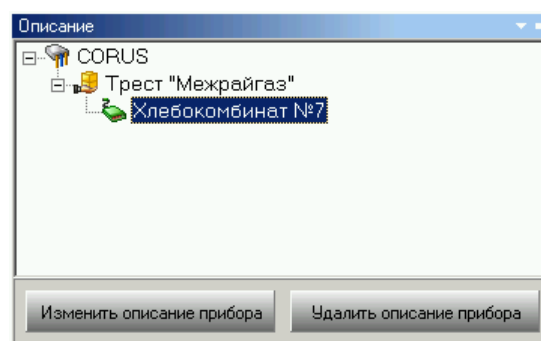 Описание
CORUS
Трест "Межрайгаз"
Хлебокомбинат №7
Изменить описание прибора
Удалить описание прибора